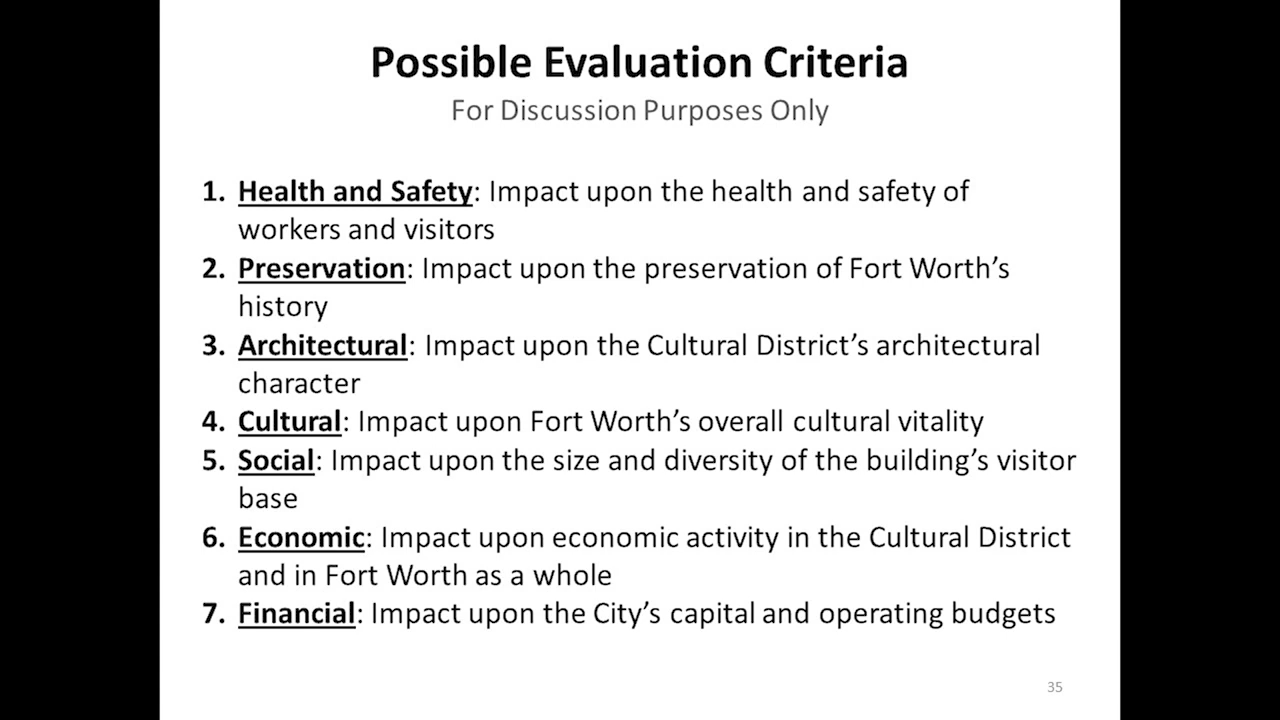 Possible Evaluation Criteria
For Discussion Purposes Only
1. Health and Safety: Impact upon the health and safety of
workers and visitors
2. Preservation: Impact upon the preservation of Fort Worth’s
history
3. Architectural: Impact upon the Cultural District’s architectural
character
4. Cultural: Impact upon Fort Worth’s overall cultural vitality
5. Social: Impact upon the size and diversity of the building’s visitor
base
6. Economic: Impact upon economic activity in the Cultural District
and in Fort Worth as a whole
7. Financial: Impact upon the City’s capital and operating budgets
35